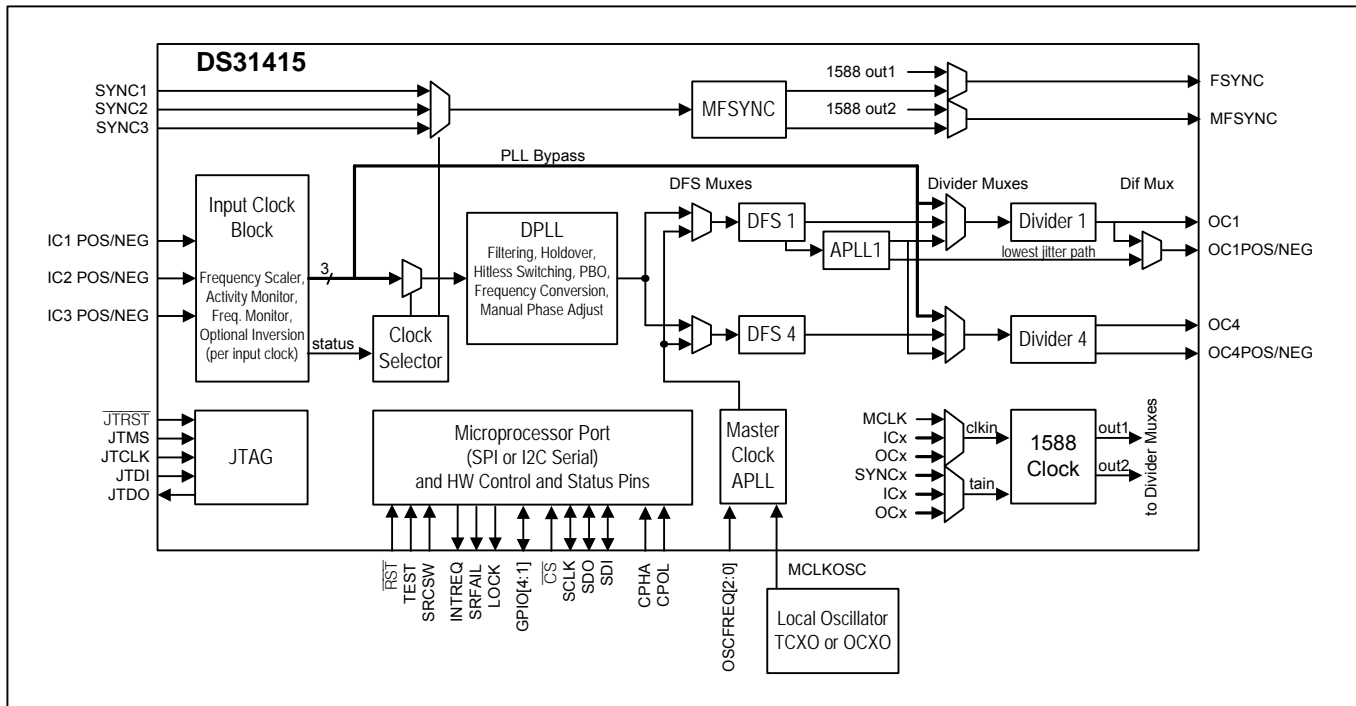 DS31415
SYNC1
SYNC2
SYNC3
MFSYNC
1588 out1
1588 out2
FSYNC
MFSYNC
PLL Bypass
DFS Muxes
Divider Muxes
Dif Mux
Input Clock
Block
Frequency Scaler,
Activity Monitor,
Freq. Monitor,
Optional Inversion
(per input clock)
IC1 POS/NEG
IC2 POS/NEG
IC3 POS/NEG
3
status
Clock
Selector
DPLL
Filtering, Holdover,
Hitless Switching, PBO,
Frequency Conversion,
Manual Phase Adjust
DFS 1
APLL1
Divider 1
lowest jitter path
OC1
OC1POS/NEG
DFS 4
Divider 4
OC4
OC4POS/NEG
JTRST
JTMS
JTCLK
JTDI
JTDO
JTAG
Microprocessor Port
(SPI or I2C Serial)
and HW Control and Status Pins
Master
Clock
APLL
MCLK
ICx
OCx
SYNCx
ICx
OCx
clkin
tain
1588
Clock
out1
out2
to Divider Muxes
RST
TEST
SRCSW
INTREQ
SRFAIL
LOCK
GPIO[4:1]
CS
SCLK
SDO
SDI
CPHA
CPOL
OSCFREQ[2:0]
MCLKOSC
Local Oscillator
TCXO or OCXO